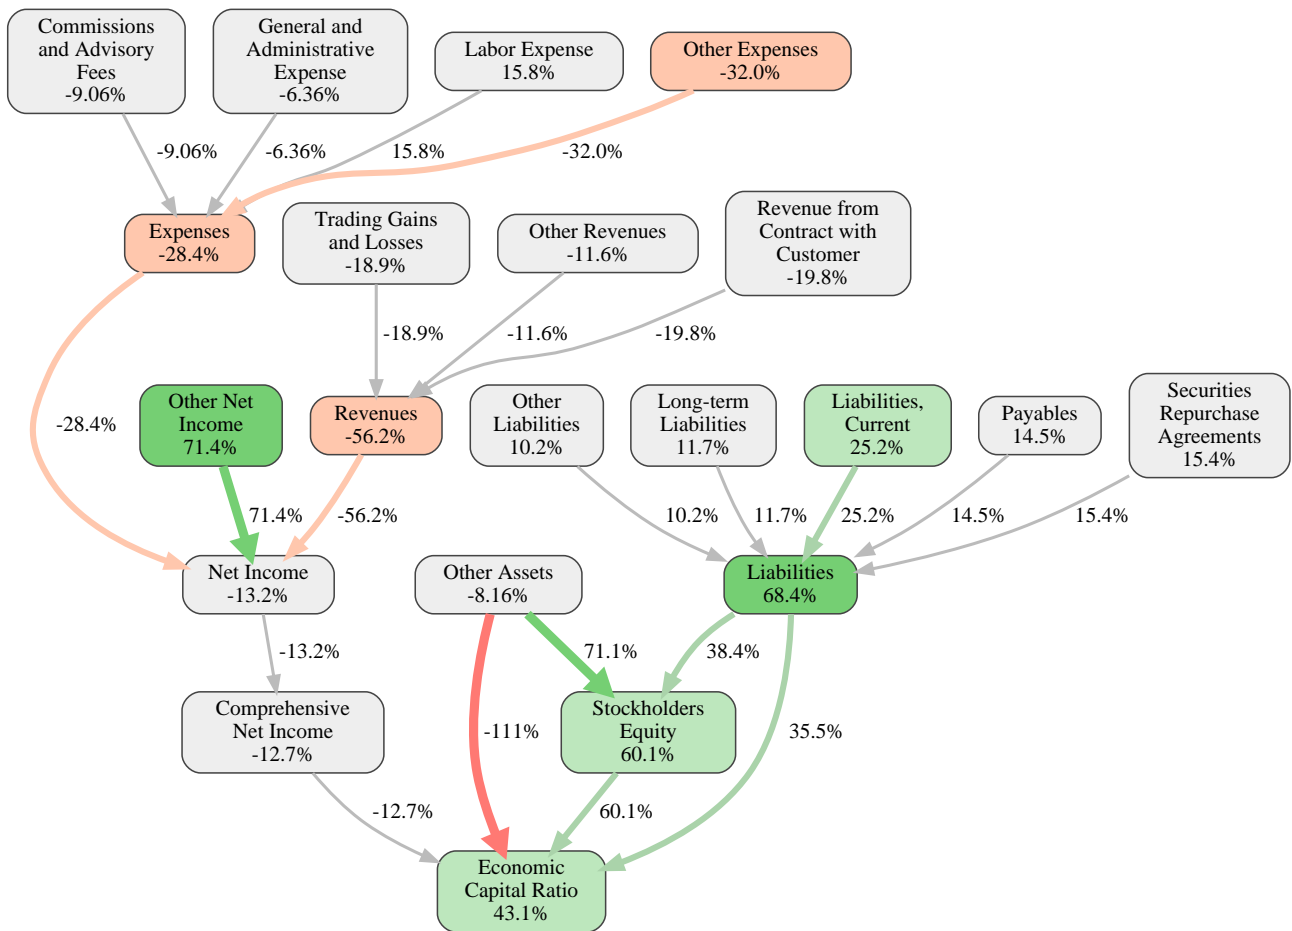 Commissions
and Advisory
Fees
-9.06%
General and
Administrative
Expense
-6.36%
Labor Expense
15.8%
Other Expenses
-32.0%
-9.06%
-6.36%
15.8%
-32.0%
Expenses
-28.4%
Trading Gains
and Losses
-18.9%
Other Revenues
-11.6%
Revenue from
Contract with
Customer
-19.8%
-18.9%
-11.6%
-19.8%
-28.4%
Other Net
Income
71.4%
Revenues
-56.2%
Other
Liabilities
10.2%
Long-term
Liabilities
11.7%
Liabilities,
Current
25.2%
Payables
14.5%
Securities
Repurchase
Agreements
15.4%
71.4%
-56.2%
10.2%
11.7%
25.2%
14.5%
15.4%
Net Income
-13.2%
Other Assets
-8.16%
Liabilities
68.4%
-13.2%
71.1%
38.4%
Comprehensive
Net Income
-12.7%
-111%
Stockholders
Equity
60.1%
35.5%
-12.7%
60.1%
Economic
Capital Ratio
43.1%